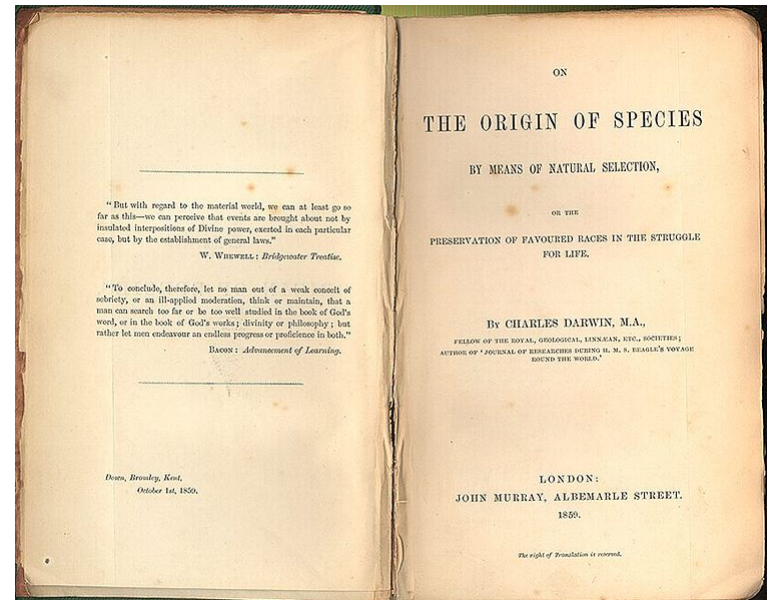 “But with regard to the material world, we can at least go so
far as this—we can perceive that events are brought about not by
insulated interpositions of Divine power, exerted in each particular
case, but by the establishment of general laws.”
W. Whewell: Bridgewater Treatise.
“To conclude, therefore, let no man out of a weak conceit of
sobriety, or an ill-applied moderation, think or maintain, that a
man can search too far or be too well studied in the book of God’s
word, or in the book of God’s works; divinity or philosophy; but
rather let men endeavour an endless progress or proficience in both.”
Bacon: Advancement of Learning.
Down, Bromley, Kent,
October 1st, 1859.
ON
THE ORIGIN OF SPECIES
BY MEANS OF NATURAL SELECTION,
OR THE
PRESERVATION OF FAVOURED RACES IN THE STRUGGLE
FOR LIFE.
By CHARLES DARWIN, M.A.,
FELLOW OF THE ROYAL, GEOLOGICAL, LINNÆAN, ETC., SOCIETIES;
AUTHOR OF ‘JOURNAL OF RESEARCHES DURING H. M. S. BEAGLE’S VOYAGE
ROUND THE WORLD.’
LONDON:
JOHN MURRAY, ALBEMARLE STREET.
1859.
The right of Translation is reserved.